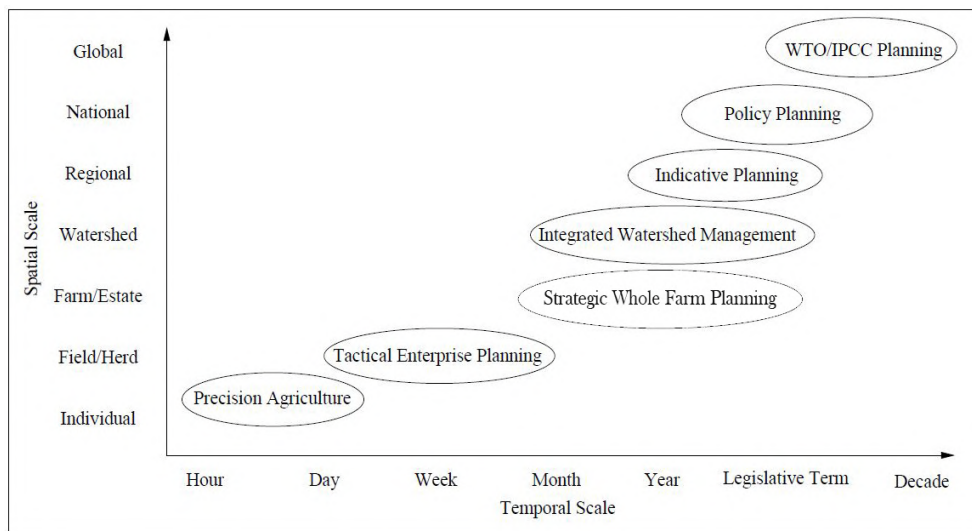 Global
WTO/IPCC Planning
National
Policy Planning
Regional
Indicative Planning
Spatial Scale
Watershed
Integrated Watershed Management
Farm/Estate
Strategic Whole Farm Planning
Field/Herd
Tactical Enterprise Planning
Precision Agriculture
Individual
Hour
Day
Week
Month
Year
Legislative Term
Decade
Temporal Scale